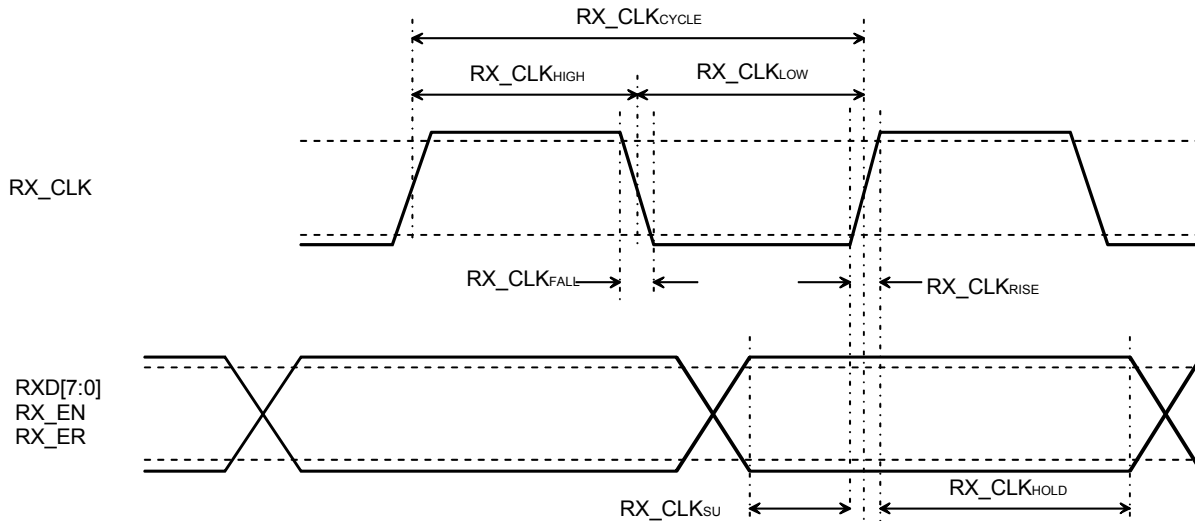 RX_CLKCYCLE
RX_CLKHIGH
RX_CLKLOW
RX_CLK
RX_CLKFALL
RX_CLKRISE
RXD[7:0]
RX_EN
RX_ER
RX_CLKSU
RX_CLKHOLD